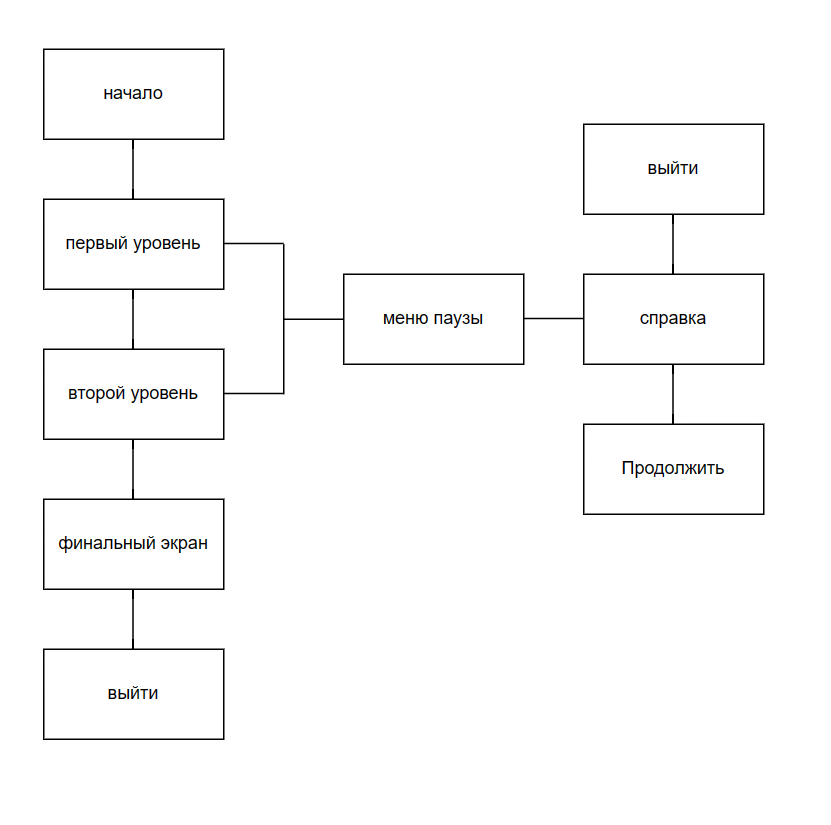 начало
первый уровень
второй уровень
финальный экран
выйти
меню паузы
выйти
справка
Продолжить